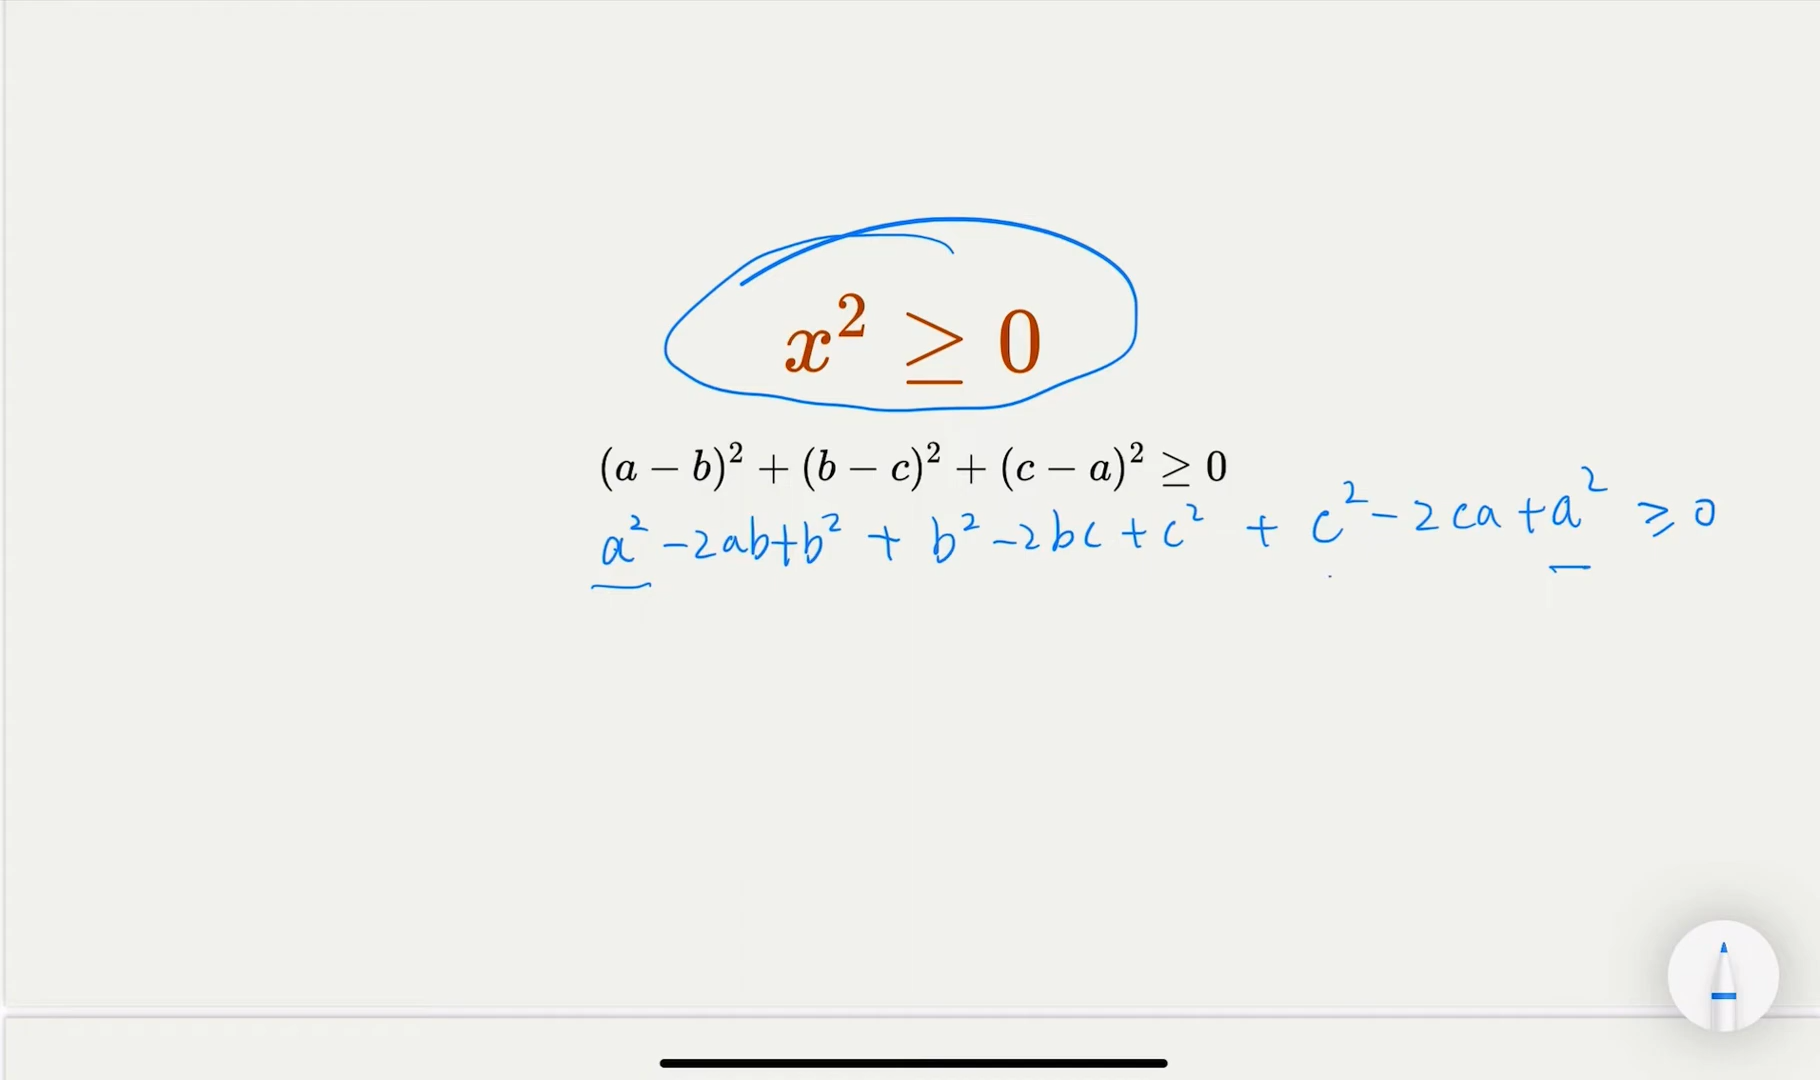 x² ≥ 0
(a − b)² + (b − c)² + (c − a)² ≥ 0
a² − 2ab + b² + b² − 2bc + c² + c² − 2ca + a² ≥ 0